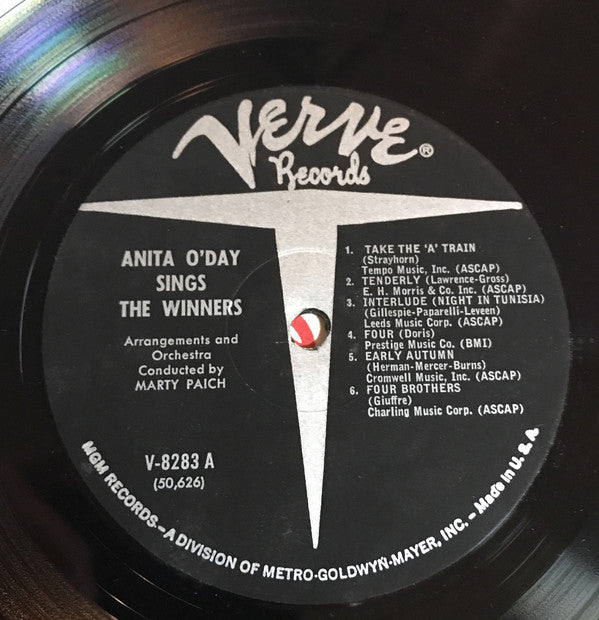 Verve®
Records
ANITA O'DAY
SINGS
THE WINNERS
Arrangements and
Orchestra
Conducted by
MARTY PAICH
V-8283 A
(50,626)
1. TAKE THE 'A' TRAIN
(Strayhorn)
Tempo Music, Inc. (ASCAP)
2. TENDERLY (Lawrence-Gross)
E. H. Morris & Co. Inc. (ASCAP)
3. INTERLUDE (NIGHT IN TUNISIA)
(Gillespie-Paparelli-Leveen)
Leeds Music Corp. (ASCAP)
4. FOUR (Doris)
Prestige Music Co. (BMI)
5. EARLY AUTUMN
(Herman-Mercer-Burns)
Cromwell Music, Inc. (ASCAP)
6. FOUR BROTHERS
(Giuffre)
Charling Music Corp. (ASCAP)
MGM RECORDS - A DIVISION OF METRO-GOLDWYN-MAYER, INC. - Made in U.S.A.